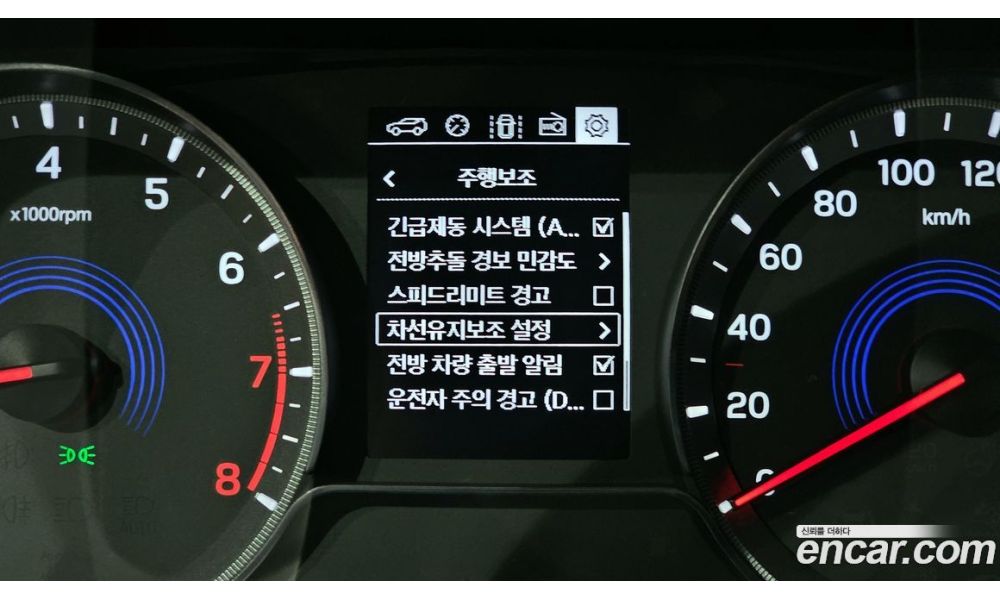 4
5
x1000rpm
6
7
8
주행보조
긴급제동 시스템 (A...
전방추돌 경보 민감도
스피드리미트 경고
차선유지보조 설정
전방 차량 출발 알림
운전자 주의 경고 (D...
100 120
80
km/h
60
40
20
0
신뢰를 더하다
encar.com